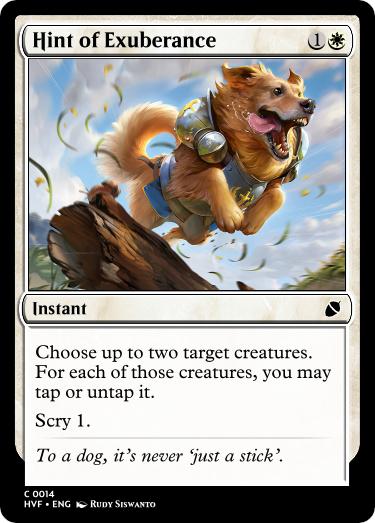 Hint of Exuberance 1
Instant
Choose up to two target creatures.
For each of those creatures, you may
tap or untap it.
Scry 1.
To a dog, it’s never ‘just a stick’.
C 0014
HVF • ENG Rudy Siswanto